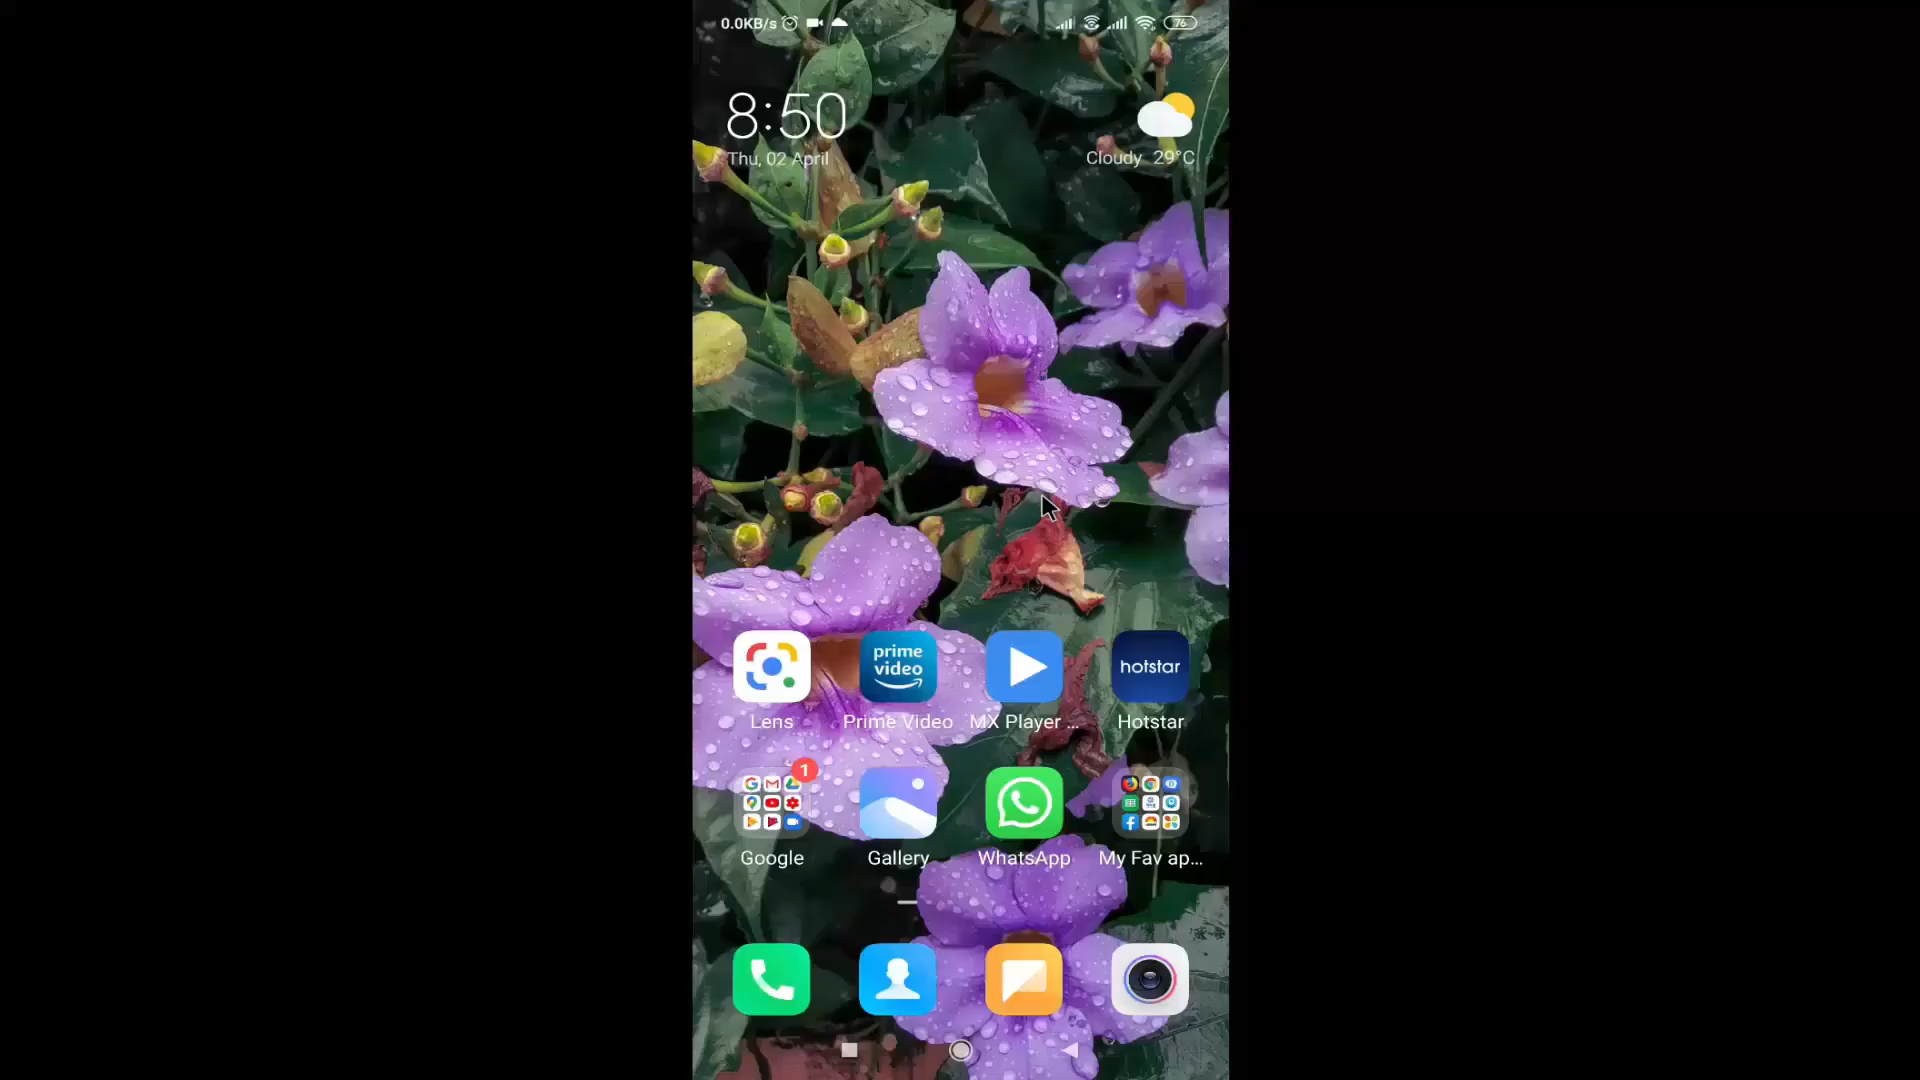 0.0KB/s
76
8:50
Thu, 02 April
Cloudy 29°C
prime
video
hotstar
Lens
Prime Video
MX Player ...
Hotstar
1
Google
Gallery
WhatsApp
My Fav ap...